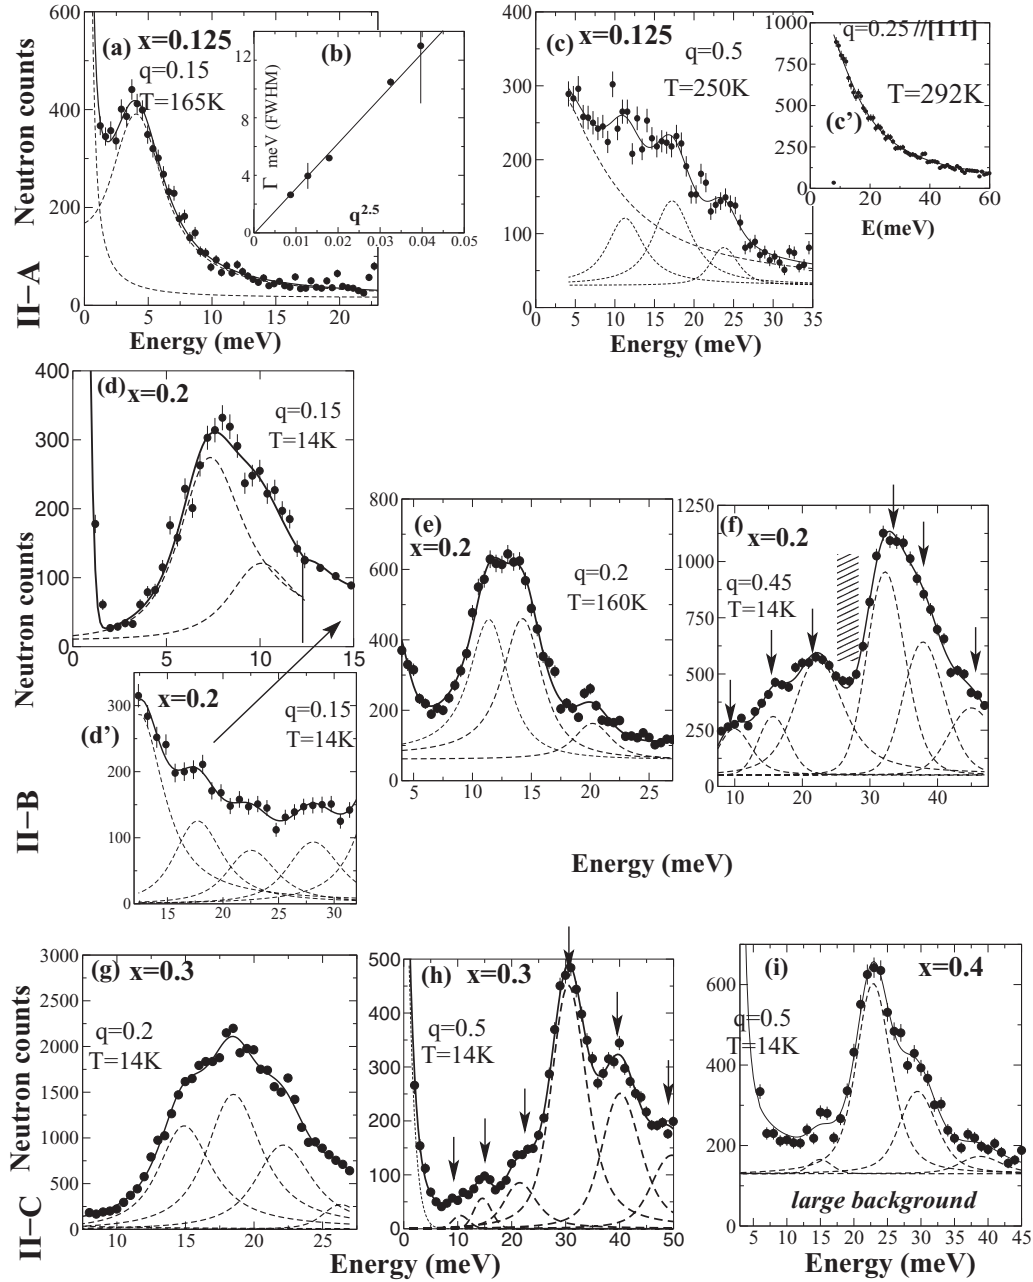 II−A
Neutron counts
(a) x=0.125
q=0.15
T=165K
600
400
200
0
0 5 10 15 20
Energy (meV)
(b)
Γ meV (FWHM)
12
8
4
0
0 0.01 0.02 0.03 0.04 0.05
q2.5
(c) x=0.125
q=0.5
T=250K
400
300
200
100
0
0 5 10 15 20 25 30 35
Energy (meV)
q=0.25//[111]
T=292K
(c')
1000
750
500
250
0
0 20 40 60
E(meV)
II−B
Neutron counts
(d) x=0.2
q=0.15
T=14K
400
300
200
100
0
0 5 10 15
x=0.2
q=0.15
T=14K
(d')
300
200
100
0
15 20 25 30
(e)
x=0.2
q=0.2
T=160K
800
600
400
200
0
5 10 15 20 25
(f)
x=0.2
q=0.45
T=14K
1250
1000
750
500
250
0
10 20 30 40
Energy (meV)
II−C
Neutron counts
(g) x=0.3
q=0.2
T=14K
3000
2500
2000
1500
1000
500
0
10 15 20 25
(h) x=0.3
q=0.5
T=14K
500
400
300
200
100
0
0 10 20 30 40 50
Energy (meV)
(i) x=0.4
q=0.5
T=14K
600
400
200
0
large background
5 10 15 20 25 30 35 40 45
Energy (meV)